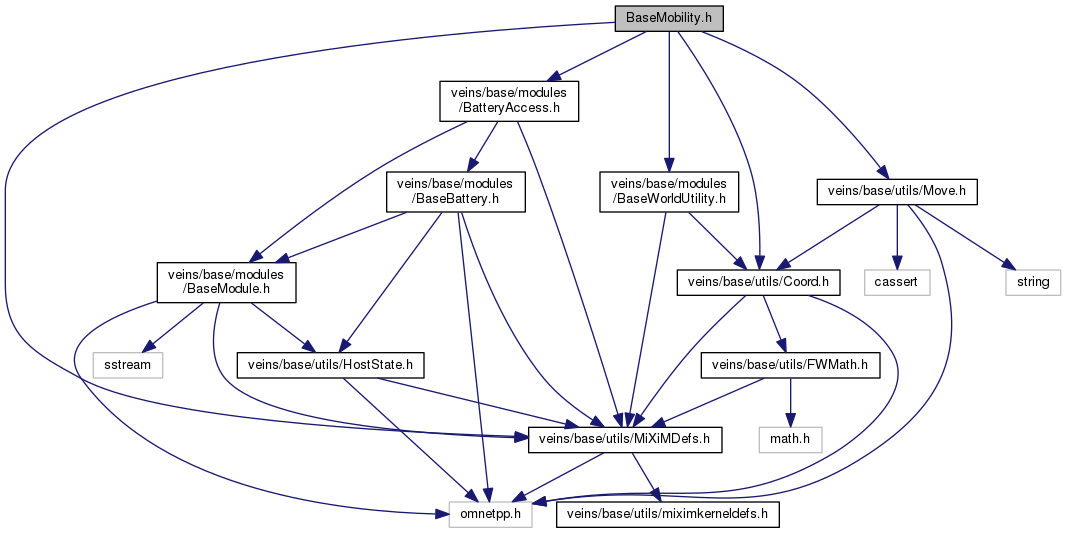 BaseMobility.h
veins/base/modules
/BatteryAccess.h
veins/base/modules
/BaseBattery.h
veins/base/modules
/BaseWorldUtility.h
veins/base/utils/Move.h
veins/base/modules
/BaseModule.h
veins/base/utils/Coord.h
cassert
string
sstream
veins/base/utils/HostState.h
veins/base/utils/FWMath.h
veins/base/utils/MiXiMDefs.h
math.h
omnetpp.h
veins/base/utils/miximkerneldefs.h